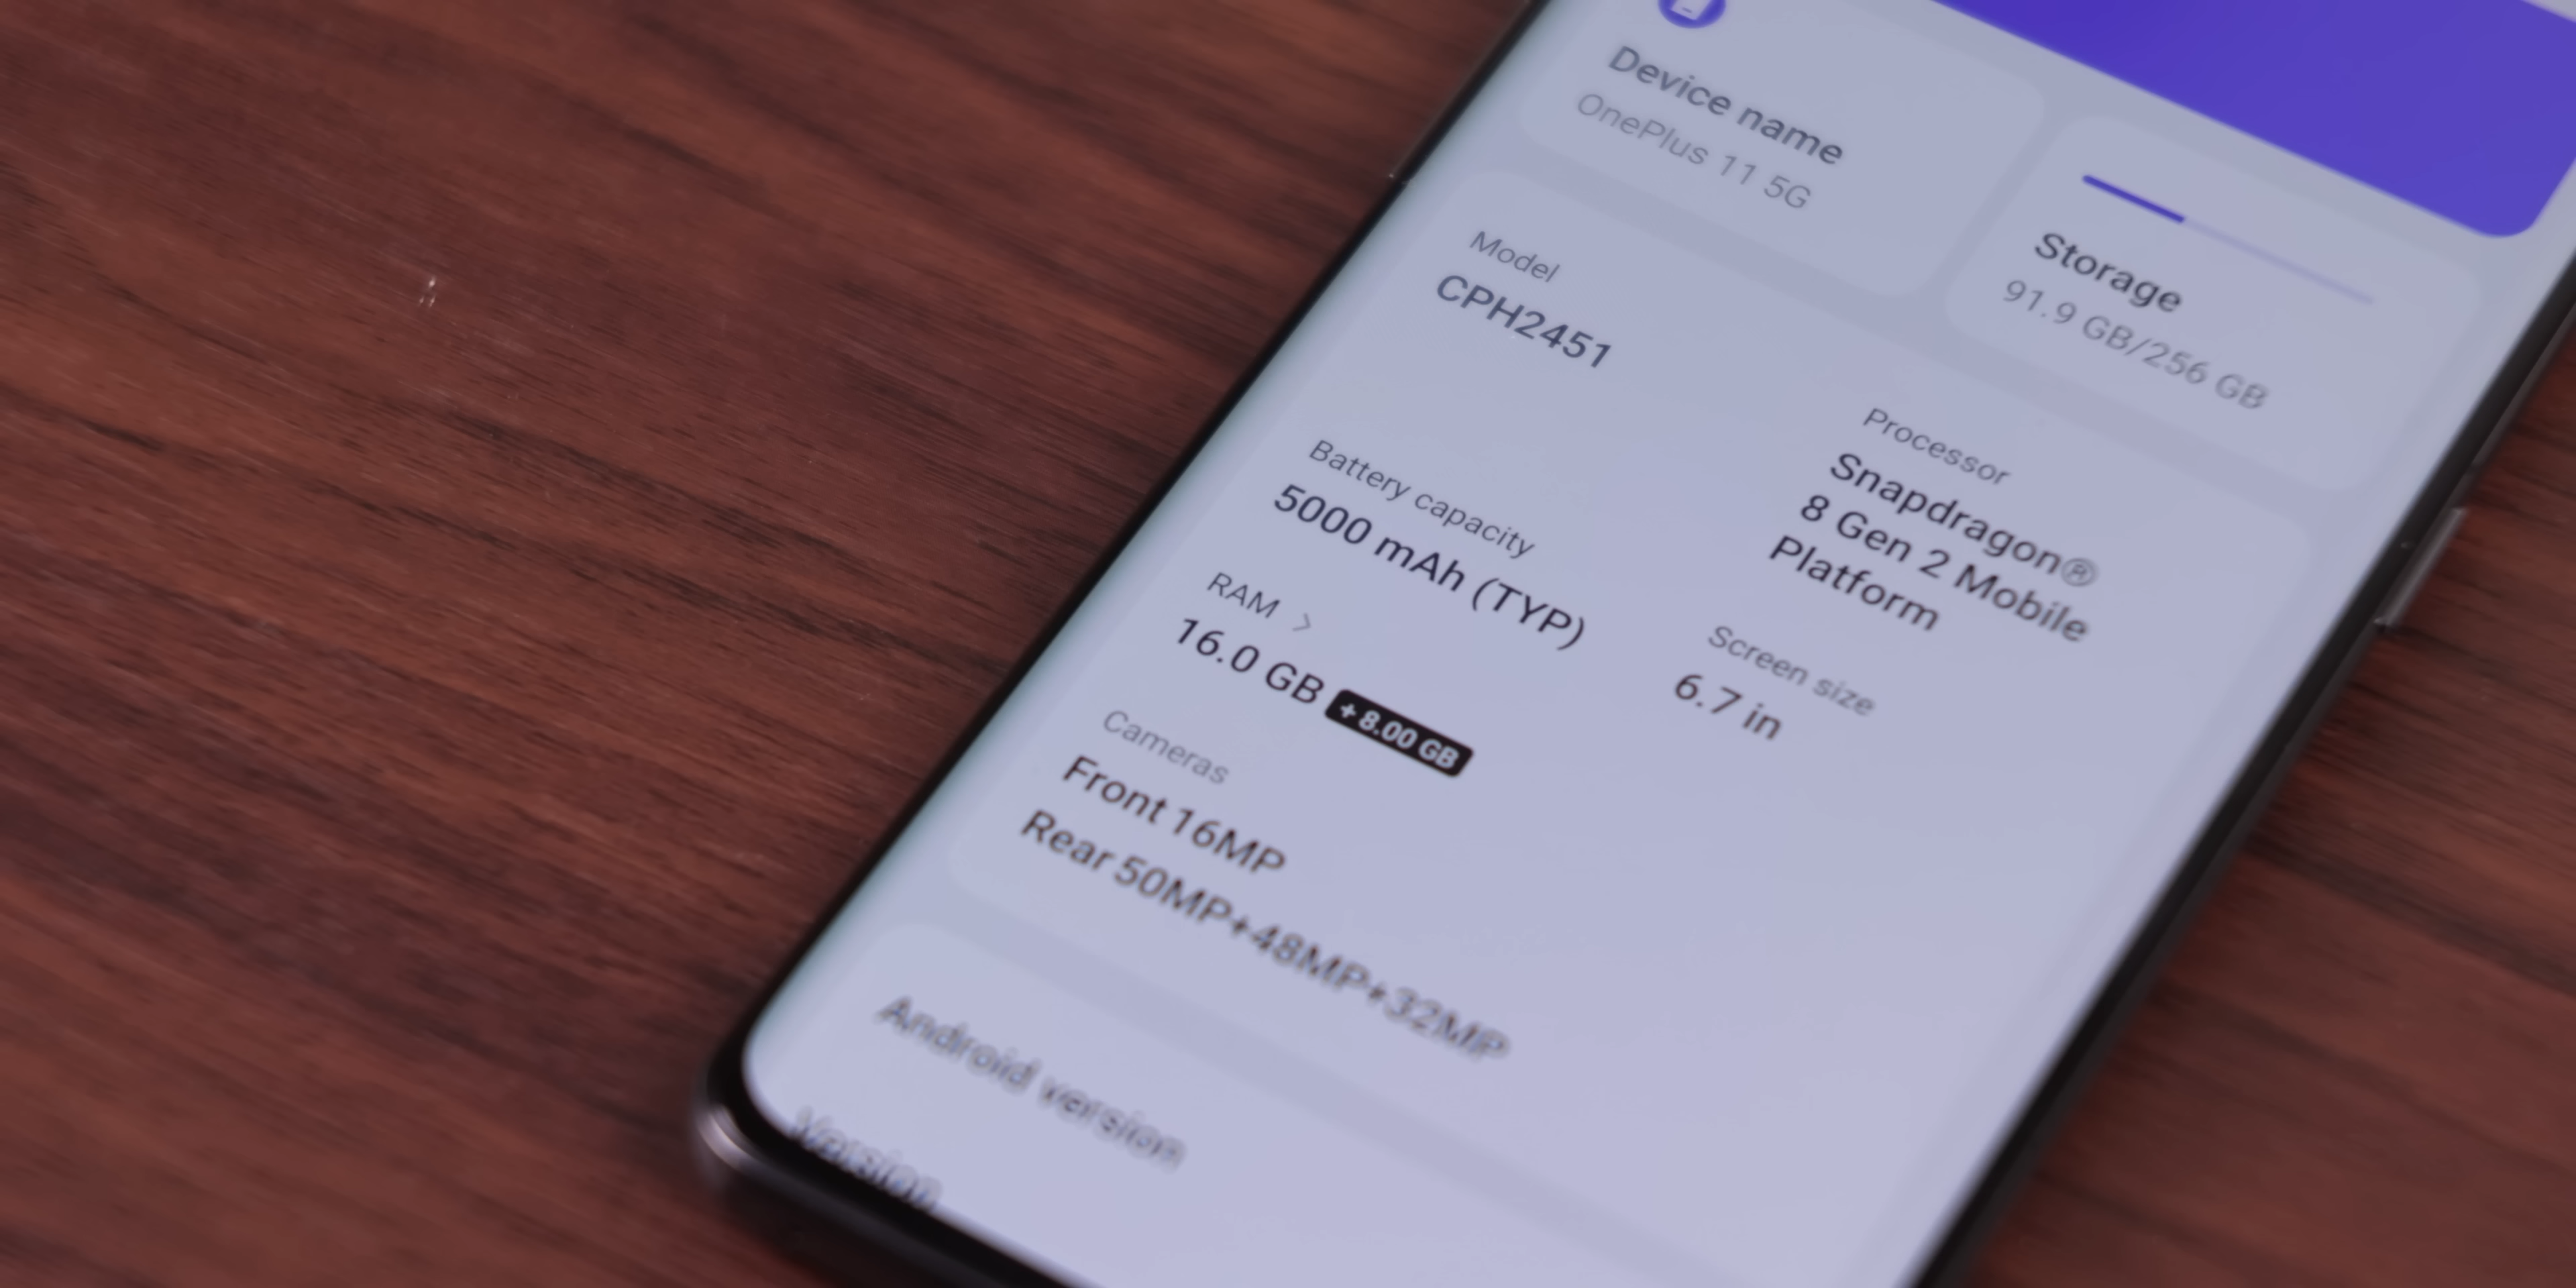 Device name
OnePlus 11 5G
Storage
91.9 GB/256 GB
Model
CPH2451
Processor
Snapdragon®
8 Gen 2 Mobile
Platform
Battery capacity
5000 mAh (TYP)
Screen size
6.7 in
RAM >
16.0 GB + 8.00 GB
Cameras
Front 16MP
Rear 50MP+48MP+32MP
Android version
Version